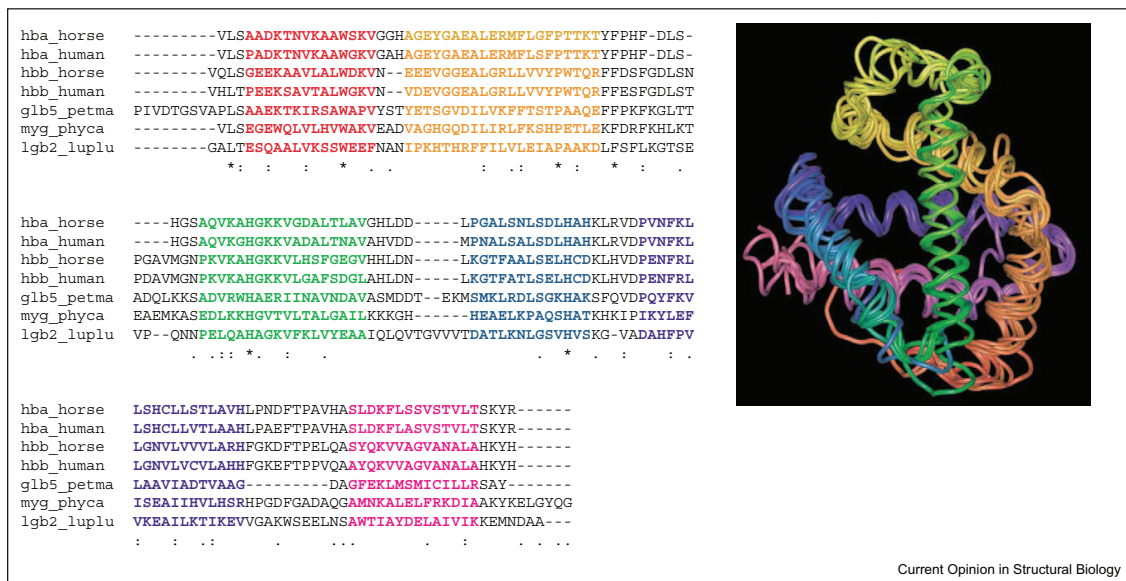 hba_horse ---------VLSAADKTNVKAAWSKVGGHAGEYGAEALERMFLGFPTTKTYFPHF-DLS-
hba_human ---------VLSPADKTNVKAAWGKVGAHAGEYGAEALERMFLSFPTTKTYFPHF-DLS-
hbb_horse --------VQLSGEEKAAVLALWDKVN--EEEVGGEALGRLLVVYPWTQRFFDSFGDLSN
hbb_human --------VHLTPEEKSAVTALWGKVN--VDEVGGEALGRLLVVYPWTQRFFESFGDLST
glb5_petma PIVDTGSVAPLSAAEKTKIRSAWAPVYSTYETSGVDILVKFFTSTPAAQEFFPKFKGLTT
myg_phyca ---------VLSEGEWQLVLHVWAKVEADVAGHGQDILIRLFKSHPETLEKFDRFKHLKT
lgb2_luplu --------GALTESQAALVKSSWEEFNANIPKHTHRFFILVLEIAPAAKDLFSFLKGTSE
*: : : * . . : .: * : * : .
hba_horse ----HGSAQVKAHGKKVGDALTLAVGHLDD-----LPGALSNLSDLHAHKLRVDPVNFKL
hba_human ----HGSAQVKGHGKKVADALTNAVAHVDD-----MPNALSALSDLHAHKLRVDPVNFKL
hbb_horse PGAVMGNPKVKAHGKKVLHSFGEGVHHLDN-----LKGTFAALSELHCDKLHVDPENFRL
hbb_human PDAVMGNPKVKAHGKKVLGAFSDGLAHLDN-----LKGTFATLSELHCDKLHVDPENFRL
glb5_petma ADQLKKSADVRWHAERIINAVNDAVASMDDT--EKMSMKLRDLSGKHAKSFQVDPQYFKV
myg_phyca EAEMKASEDLKKHGVTVLTALGAILKKKGH-----HEAELKPAQSHATKHKIPIKYLEF
lgb2_luplu VP--QNNPELQAHAGKVFKLVYEAAIQLQVTGVVVTDATLKNLGSVHVSKG-VADAHFPV
. .:: *. : . : * . : .
hba_horse LSHCLLSTLAVHLPNDFTPAVHASLDKFLSSVSTVLTSKYR------
hba_human LSHCLLVTLAAHLPAEFTPAVHASLDKFLASVSTVLTSKYR------
hbb_horse LGNVLVVVLARHFGKDFTPELQASYQKVVAGVANALAHKYH------
hbb_human LGNVLVCVLAHHFGKEFTPPVQAAYQKVVAGVANALAHKYH------
glb5_petma LAAVIADTVAAG---------DAGFEKLMSMICILLRSAY-------
myg_phyca ISEAIIHVLHSRHPGDFGADAQGAMNKALELFRKDIAAKYKELGYQG
lgb2_luplu VKEAILKTIKEVVGAKWSEELNSAWTIAYDELAIVIKKEMNDAA---
: : .: . .. . :
Current Opinion in Structural Biology